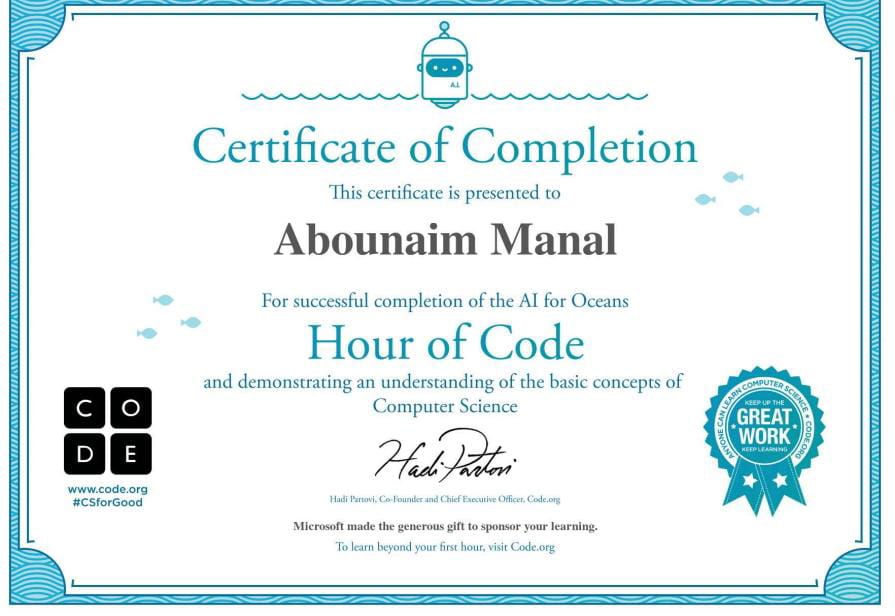 A.I.
Certificate of Completion
This certificate is presented to
Abounaim Manal
For successful completion of the AI for Oceans
Hour of Code
and demonstrating an understanding of the basic concepts of
Computer Science
Hadi Partovi
Hadi Partovi, Co-Founder and Chief Executive Officer, Code.org
Microsoft made the generous gift to sponsor your learning.
To learn beyond your first hour, visit Code.org
C O
D E
www.code.org
#CSforGood
ANYONE CAN LEARN COMPUTER SCIENCE • CODE.ORG
KEEP UP THE
GREAT
WORK
KEEP LEARNING